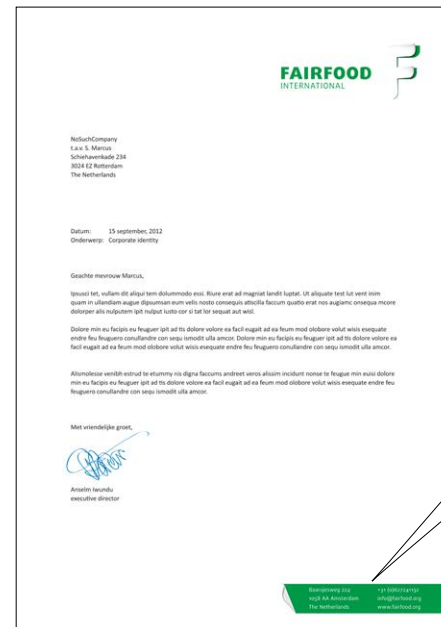 FAIRFOOD
INTERNATIONAL
NoSuchCompany
t.a.v. S. Marcus
Schiehavenkade 234
3024 EZ Rotterdam
The Netherlands
Datum: 15 september, 2012
Onderwerp: Corporate identity
Geachte mevrouw Marcus,
Ipsusci tet, vullam dit aliqui tem dolummodo essi. Riure erat ad magniat landit luptat. Ut aliquate test lut vent inim
quam in ullandiam augue dipsumsan eum velis nosto consequis atiscilla faccum quatio erat nos augiamc onsequa mcore
dolorper alis nulputem ipit nulput iusto cor si tat lor sequat aut wisl.
Dolore min eu facipis eu feuguer ipit ad tis dolore volore ea facil eugait ad ea feum mod olobore volut wisis esequate
endre feu feuguero conullandre con sequ ismodit ulla amcor. Dolore min eu facipis eu feuguer ipit ad tis dolore volore ea
facil eugait ad ea feum mod olobore volut wisis esequate endre feu feuguero conullandre con sequ ismodit ulla amcor.
Alismolesse venibh estrud te etummy nis digna faccums andreet veros alissim incidunt nonse te feugue min euisi dolore
min eu facipis eu feuguer ipit ad tis dolore volore ea facil eugait ad ea feum mod olobore volut wisis esequate endre feu
feuguero conullandre con sequ ismodit ulla amcor.
Met vriendelijke groet,
Anselm Iwundu
executive director
Baarsjesweg 224 +31 (0)627241192
1058 AA Amsterdam info@fairfood.org
The Netherlands www.fairfood.org